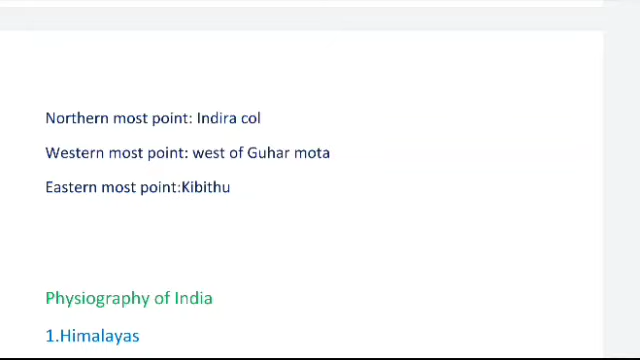 Northern most point: Indira col
Western most point: west of Guhar mota
Eastern most point:Kibithu
Physiography of India
1.Himalayas